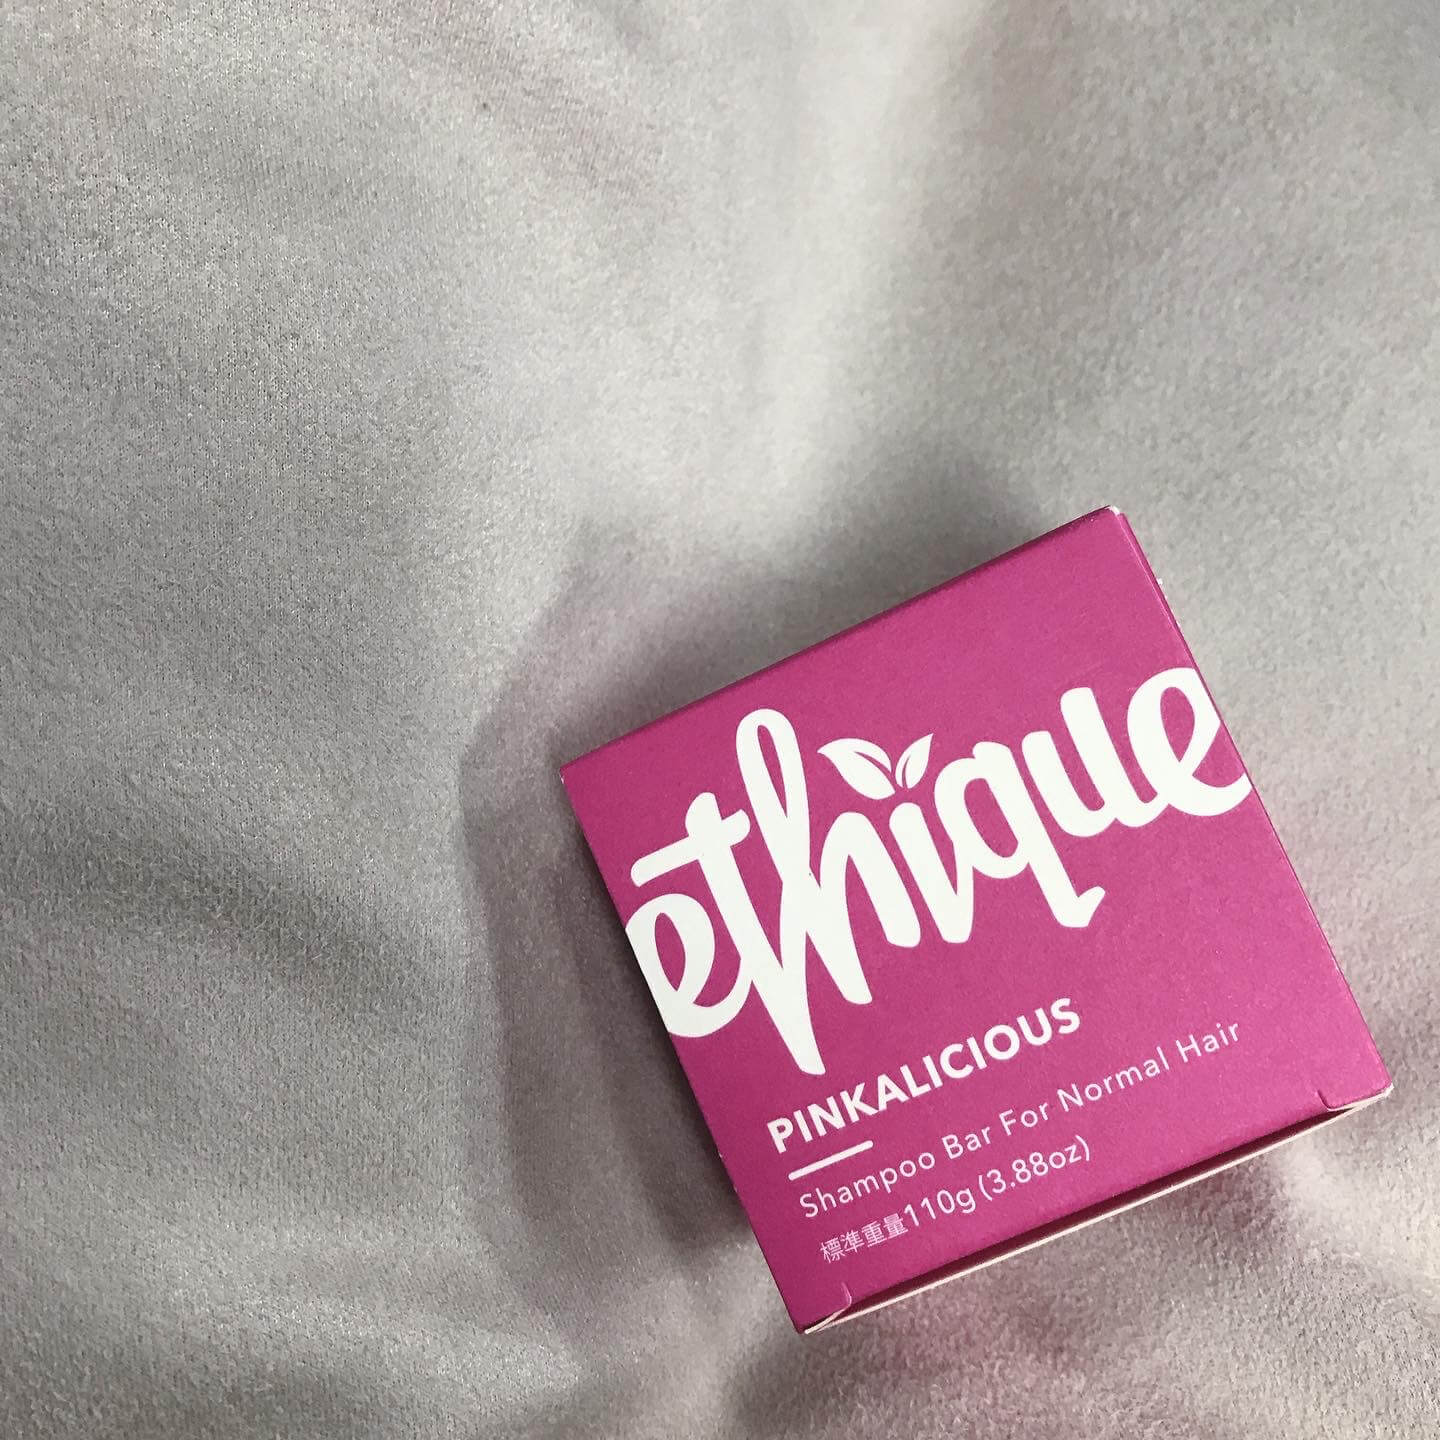 ethique
PINKALICIOUS
Shampoo Bar For Normal Hair
標準重量110g (3.88oz)